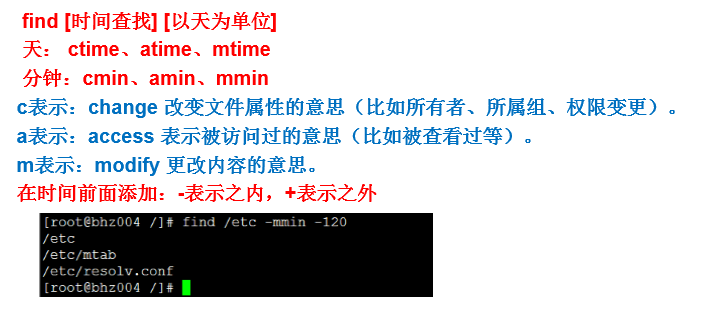 find [时间查找] [以天为单位]
天： ctime、atime、mtime
分钟：cmin、amin、mmin
c表示：change 改变文件属性的意思（比如所有者、所属组、权限变更）。
a表示：access 表示被访问过的意思（比如被查看过等）。
m表示：modify 更改内容的意思。
在时间前面添加：-表示之内，+表示之外
[root@bhz004 /]# find /etc -mmin -120
/etc
/etc/mtab
/etc/resolv.conf
[root@bhz004 /]#